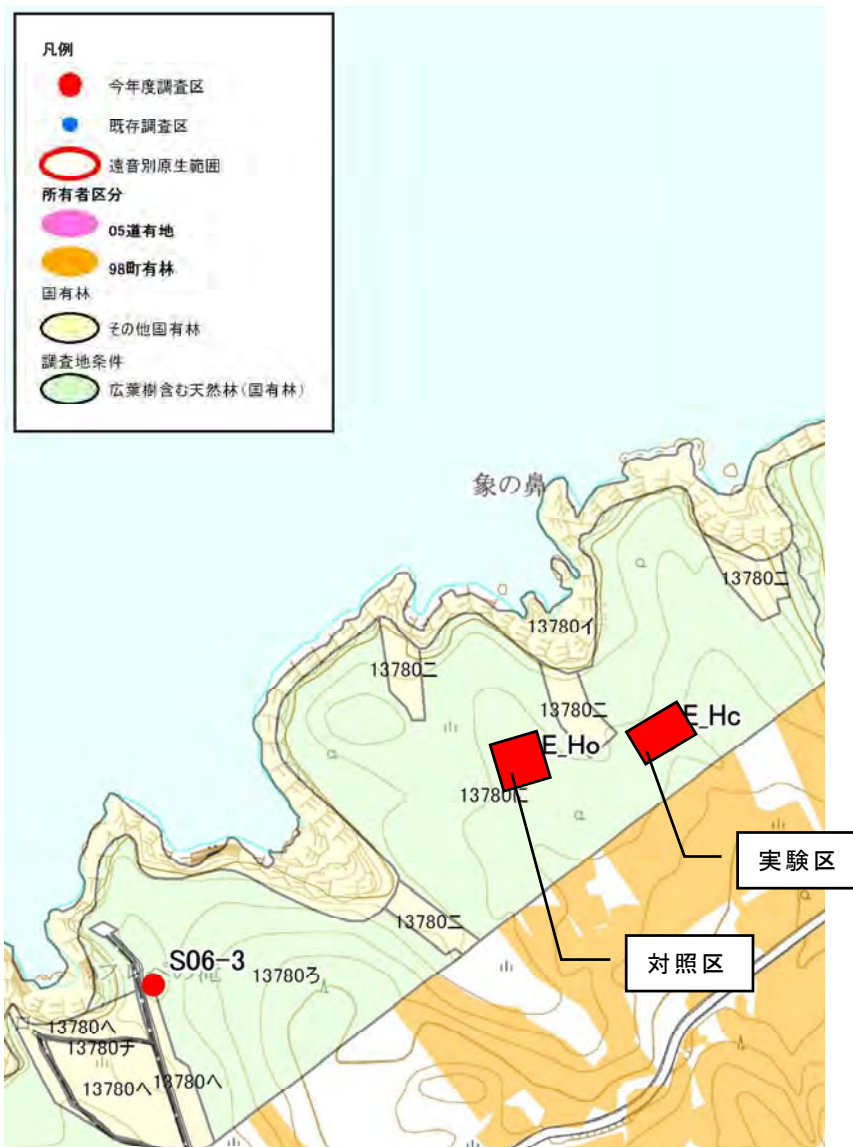 凡例
今年度調査区
既存調査区
遠音別原生範囲
所有者区分
05道有地
98町有林
国有林
その他国有林
調査地条件
広葉樹含む天然林(国有林)
象の鼻
13780ニ
13780イ
13780ニ
13780ニ
E_Hc
E_Ho
13780に
実験区
13780ニ
対照区
S06-3
13780ろ
13780へ
13780チ
13780へ
13780へ